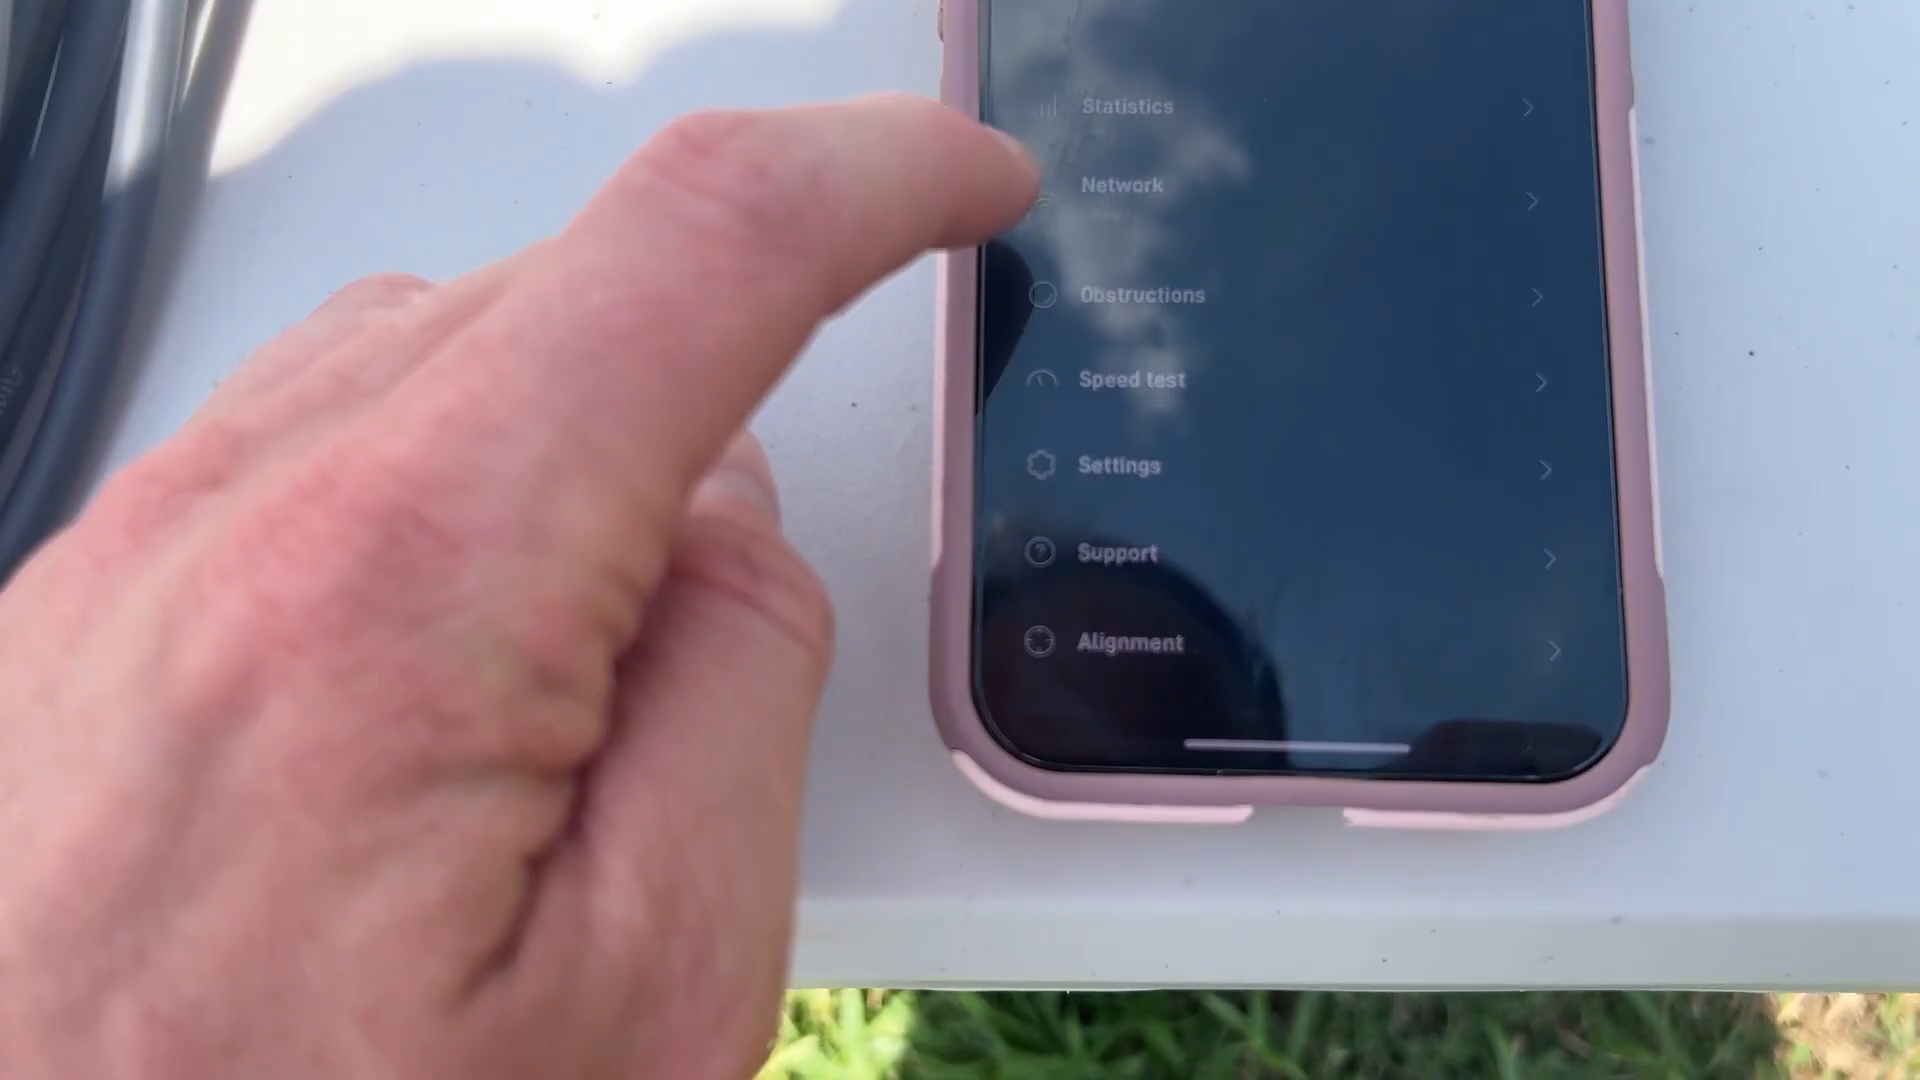 Statistics
Network
Obstructions
Speed test
Settings
Support
Alignment